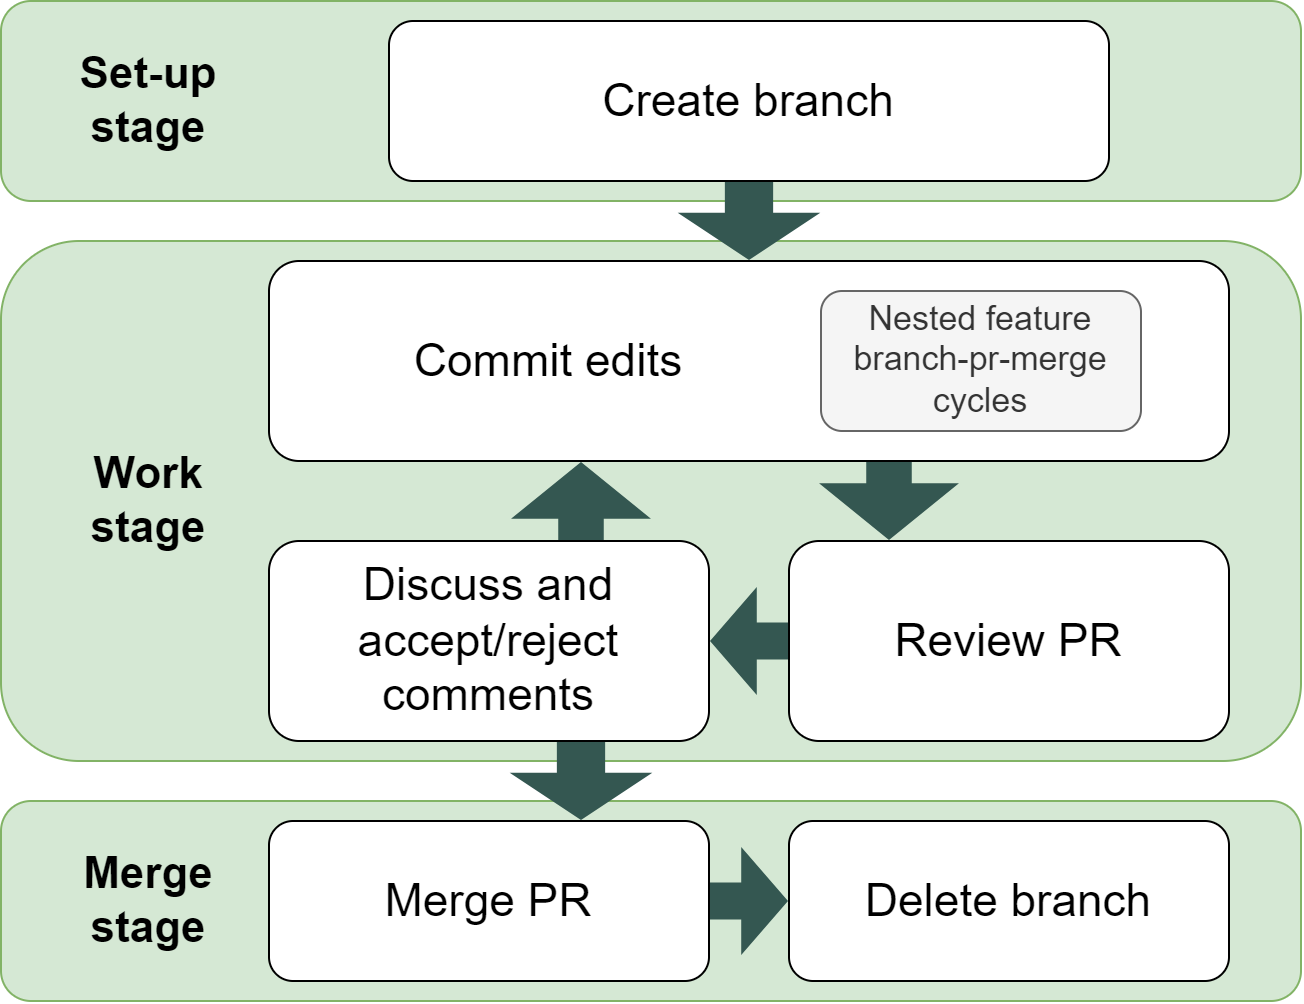 Set-up
stage
Create branch
Commit edits
Nested feature
branch-pr-merge
cycles
Work
stage
Discuss and
accept/reject
comments
Review PR
Merge
stage
Merge PR
Delete branch